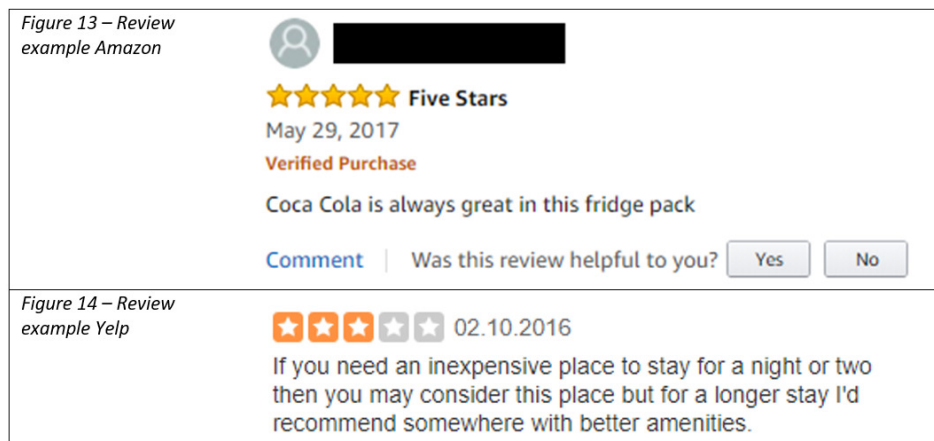 Figure 13 – Review
example Amazon
Five Stars
May 29, 2017
Verified Purchase
Coca Cola is always great in this fridge pack
Comment | Was this review helpful to you? Yes No
Figure 14 – Review
example Yelp
02.10.2016
If you need an inexpensive place to stay for a night or two
then you may consider this place but for a longer stay I'd
recommend somewhere with better amenities.